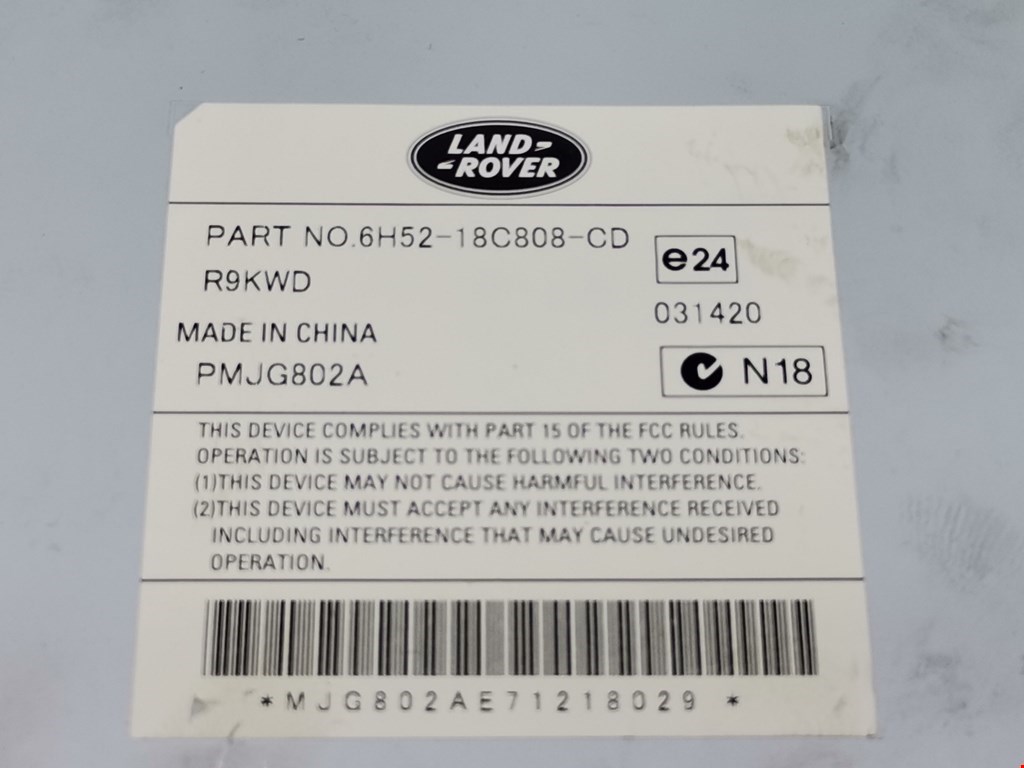 LAND-
-ROVER
PART NO.6H52-18C808-CD
e24
R9KWD
031420
MADE IN CHINA
N18
PMJG802A
THIS DEVICE COMPLIES WITH PART 15 OF THE FCC RULES.
OPERATION IS SUBJECT TO THE FOLLOWING TWO CONDITIONS:
(1)THIS DEVICE MAY NOT CAUSE HARMFUL INTERFERENCE.
(2)THIS DEVICE MUST ACCEPT ANY INTERFERENCE RECEIVED
INCLUDING INTERFERENCE THAT MAY CAUSE UNDESIRED
OPERATION.
*MJG802AE71218029 *